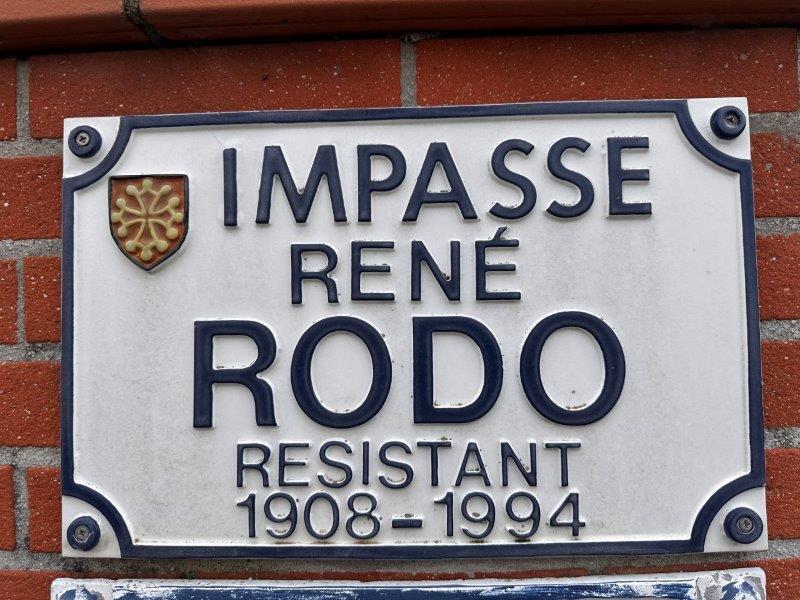 IMPASSE
RENÉ
RODO
RESISTANT
1908-1994